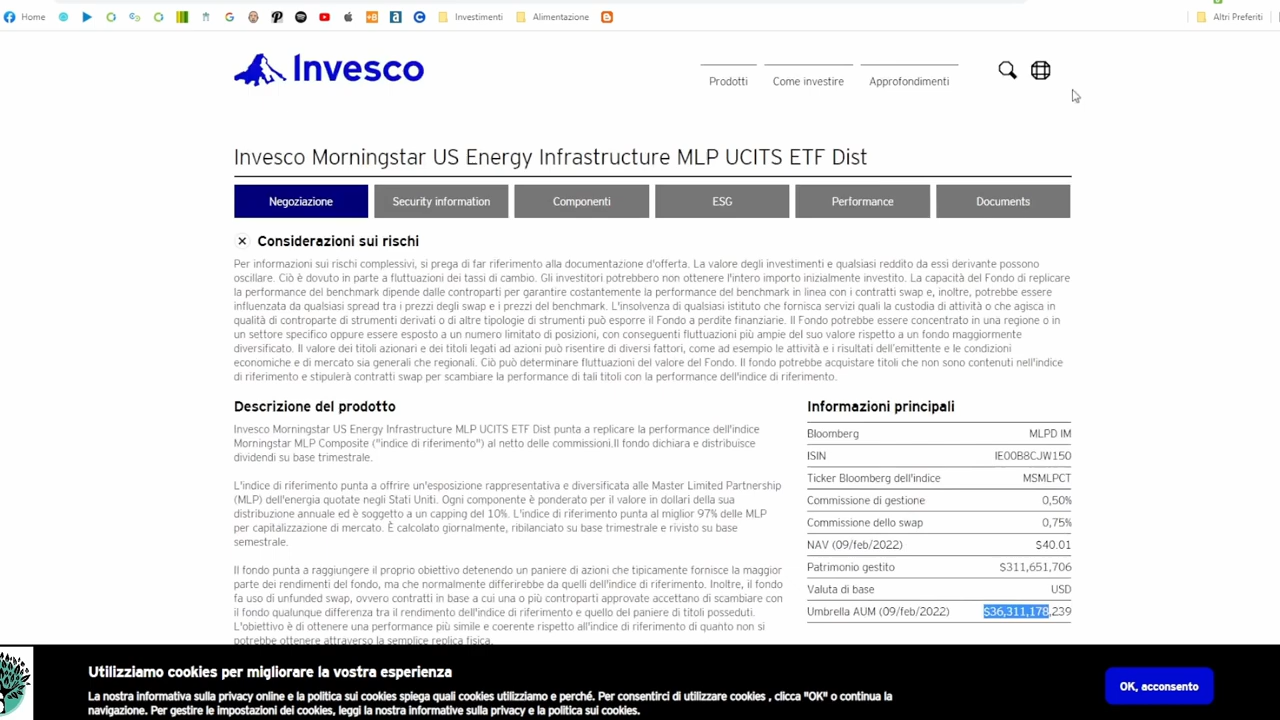 Home
Investimenti
Alimentazione
Altri Preferiti
Invesco
Prodotti
Come investire
Approfondimenti
Invesco Morningstar US Energy Infrastructure MLP UCITS ETF Dist
Negoziazione
Security information
Componenti
ESG
Performance
Documents
Considerazioni sui rischi
Per informazioni sui rischi complessivi, si prega di far riferimento alla documentazione d'offerta. La valore degli investimenti e qualsiasi reddito da essi derivante possono
oscillare. Ciò è dovuto in parte a fluttuazioni dei tassi di cambio. Gli investitori potrebbero non ottenere l'intero importo inizialmente investito. La capacità del Fondo di replicare
la performance del benchmark dipende dalle controparti per garantire costantemente la performance del benchmark in linea con i contratti swap e, inoltre, potrebbe essere
influenzata da qualsiasi spread tra i prezzi degli swap e i prezzi del benchmark. L'insolvenza di qualsiasi istituto che fornisca servizi quali la custodia di attività o che agisca in
qualità di controparte di strumenti derivati o di altre tipologie di strumenti può esporre il Fondo a perdite finanziarie. Il Fondo potrebbe essere concentrato in una regione o in
un settore specifico oppure essere esposto a un numero limitato di posizioni, con conseguenti fluttuazioni più ampie del suo valore rispetto a un fondo maggiormente
diversificato. Il valore dei titoli azionari e dei titoli legati ad azioni può risentire di diversi fattori, come ad esempio le attività e i risultati dell'emittente e le condizioni
economiche e di mercato sia generali che regionali. Ciò può determinare fluttuazioni del valore del Fondo. Il fondo potrebbe acquistare titoli che non sono contenuti nell'indice
di riferimento e stipulerà contratti swap per scambiare la performance di tali titoli con la performance dell'indice di riferimento.
Descrizione del prodotto
Invesco Morningstar US Energy Infrastructure MLP UCITS ETF Dist punta a replicare la performance dell'indice
Morningstar MLP Composite ("indice di riferimento") al netto delle commissioni.Il fondo dichiara e distribuisce
dividendi su base trimestrale.
L'indice di riferimento punta a offrire un'esposizione rappresentativa e diversificata alle Master Limited Partnership
(MLP) dell'energia quotate negli Stati Uniti. Ogni componente è ponderato per il valore in dollari della sua
distribuzione annuale ed è soggetto a un capping del 10%. L'indice di riferimento punta al miglior 97% delle MLP
per capitalizzazione di mercato. È calcolato giornalmente, ribilanciato su base trimestrale e rivisto su base
semestrale.
Il fondo punta a raggiungere il proprio obiettivo detenendo un paniere di azioni che tipicamente fornisce la maggior
parte dei rendimenti del fondo, ma che normalmente differirebbe da quelli dell'indice di riferimento. Inoltre, il fondo
fa uso di unfunded swap, ovvero contratti in base a cui una o più controparti approvate accettano di scambiare con
il fondo qualunque differenza tra il rendimento dell'indice di riferimento e quello del paniere di titoli posseduti.
L'obiettivo è di ottenere una performance più simile e coerente rispetto all'indice di riferimento di quanto non si
potrebbe ottenere attraverso la semplice replica fisica.
Informazioni principali
Bloomberg MLPD IM
ISIN IE00B8CJW150
Ticker Bloomberg dell'indice MSMLPCT
Commissione di gestione 0,50%
Commissione dello swap 0,75%
NAV (09/feb/2022) $40.01
Patrimonio gestito $311,651,706
Valuta di base USD
Umbrella AUM (09/feb/2022) $36,311,178,239
Utilizziamo cookies per migliorare la vostra esperienza
La nostra informativa sulla privacy online e la politica sui cookies spiega quali cookies utilizziamo e perché. Per consentirci di utilizzare cookies , clicca "OK" o continua la
navigazione. Per gestire le impostazioni dei cookies, leggi la nostra informative sulla privacy e la politica sui cookies.
OK, acconsento